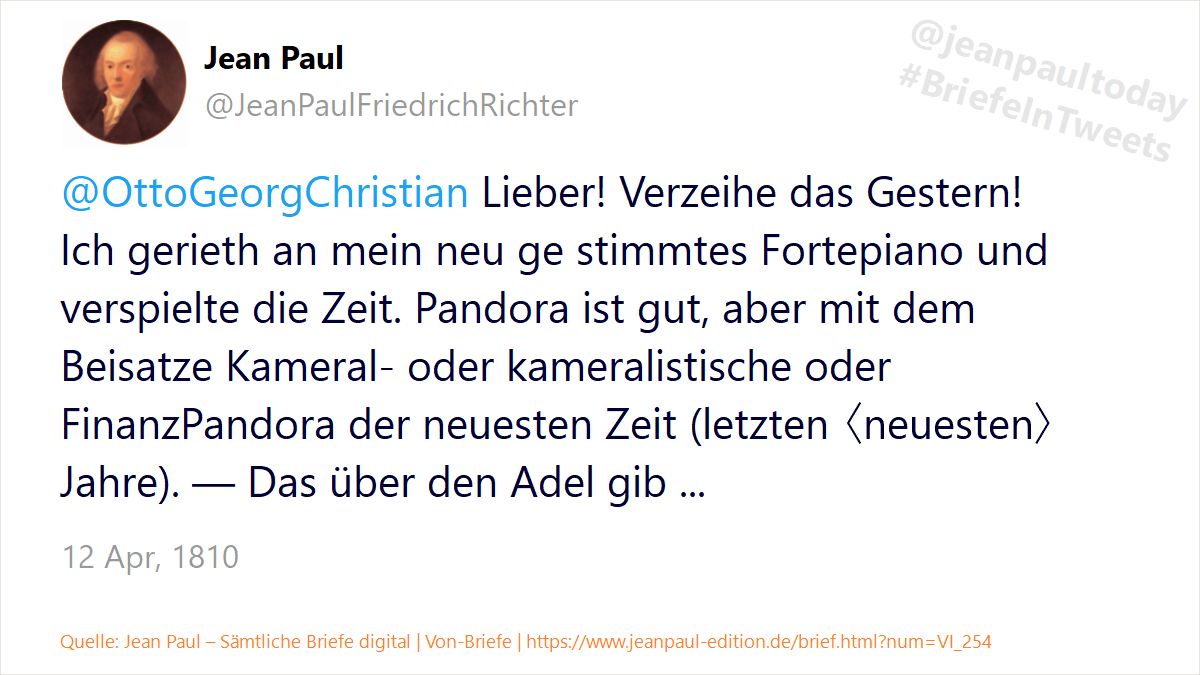 Jean Paul
@JeanPaulFriedrichRichter
@jeanpaultoday
#BriefeInTweets
@OttoGeorgChristian Lieber! Verzeihe das Gestern!
Ich gerieth an mein neu ge stimmtes Fortepiano und
verspielte die Zeit. Pandora ist gut, aber mit dem
Beisatze Kameral- oder kameralistische oder
FinanzPandora der neuesten Zeit (letzten 〈neuesten〉
Jahre). — Das über den Adel gib ...
12 Apr, 1810
Quelle: Jean Paul – Sämtliche Briefe digital | Von-Briefe | https://www.jeanpaul-edition.de/brief.html?num=VI_254